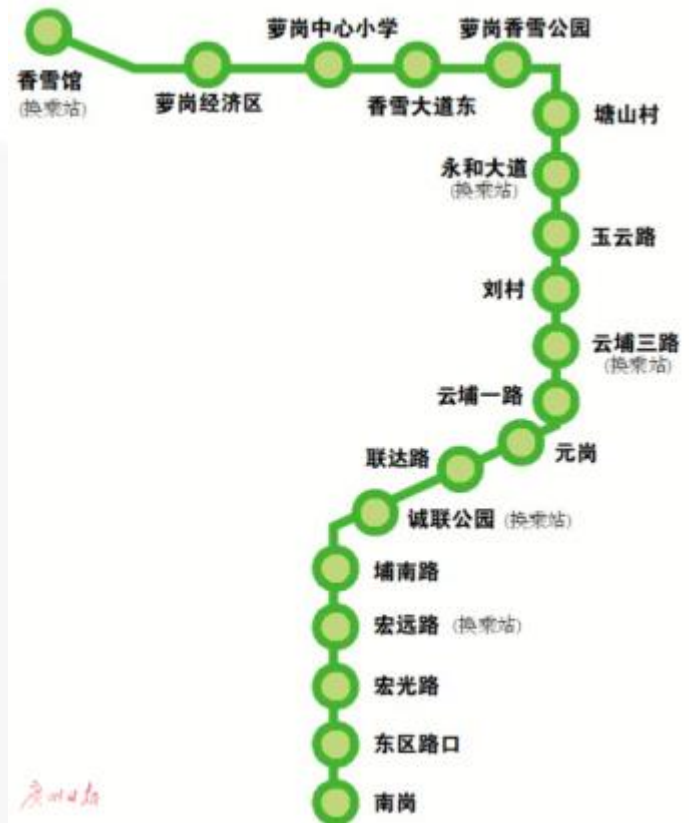 香雪馆
(换乘站)
萝岗经济区
萝岗中心小学
香雪大道东
萝岗香雪公园
塘山村
永和大道
(换乘站)
玉云路
刘村
云埔三路
(换乘站)
云埔一路
元岗
联达路
诚联公园 (换乘站)
埔南路
宏远路 (换乘站)
宏光路
东区路口
南岗
广州日报